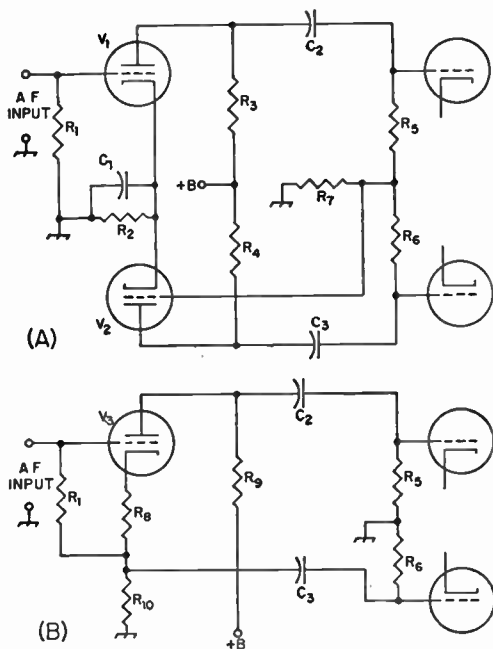 V1
C2
A F
INPUT
R1
R3
R5
C1
+B
R7
R2
R4
R6
V2
C3
(A)
V3
C2
A F
INPUT
R1
R8
R9
R5
R6
C3
R10
(B)
+B